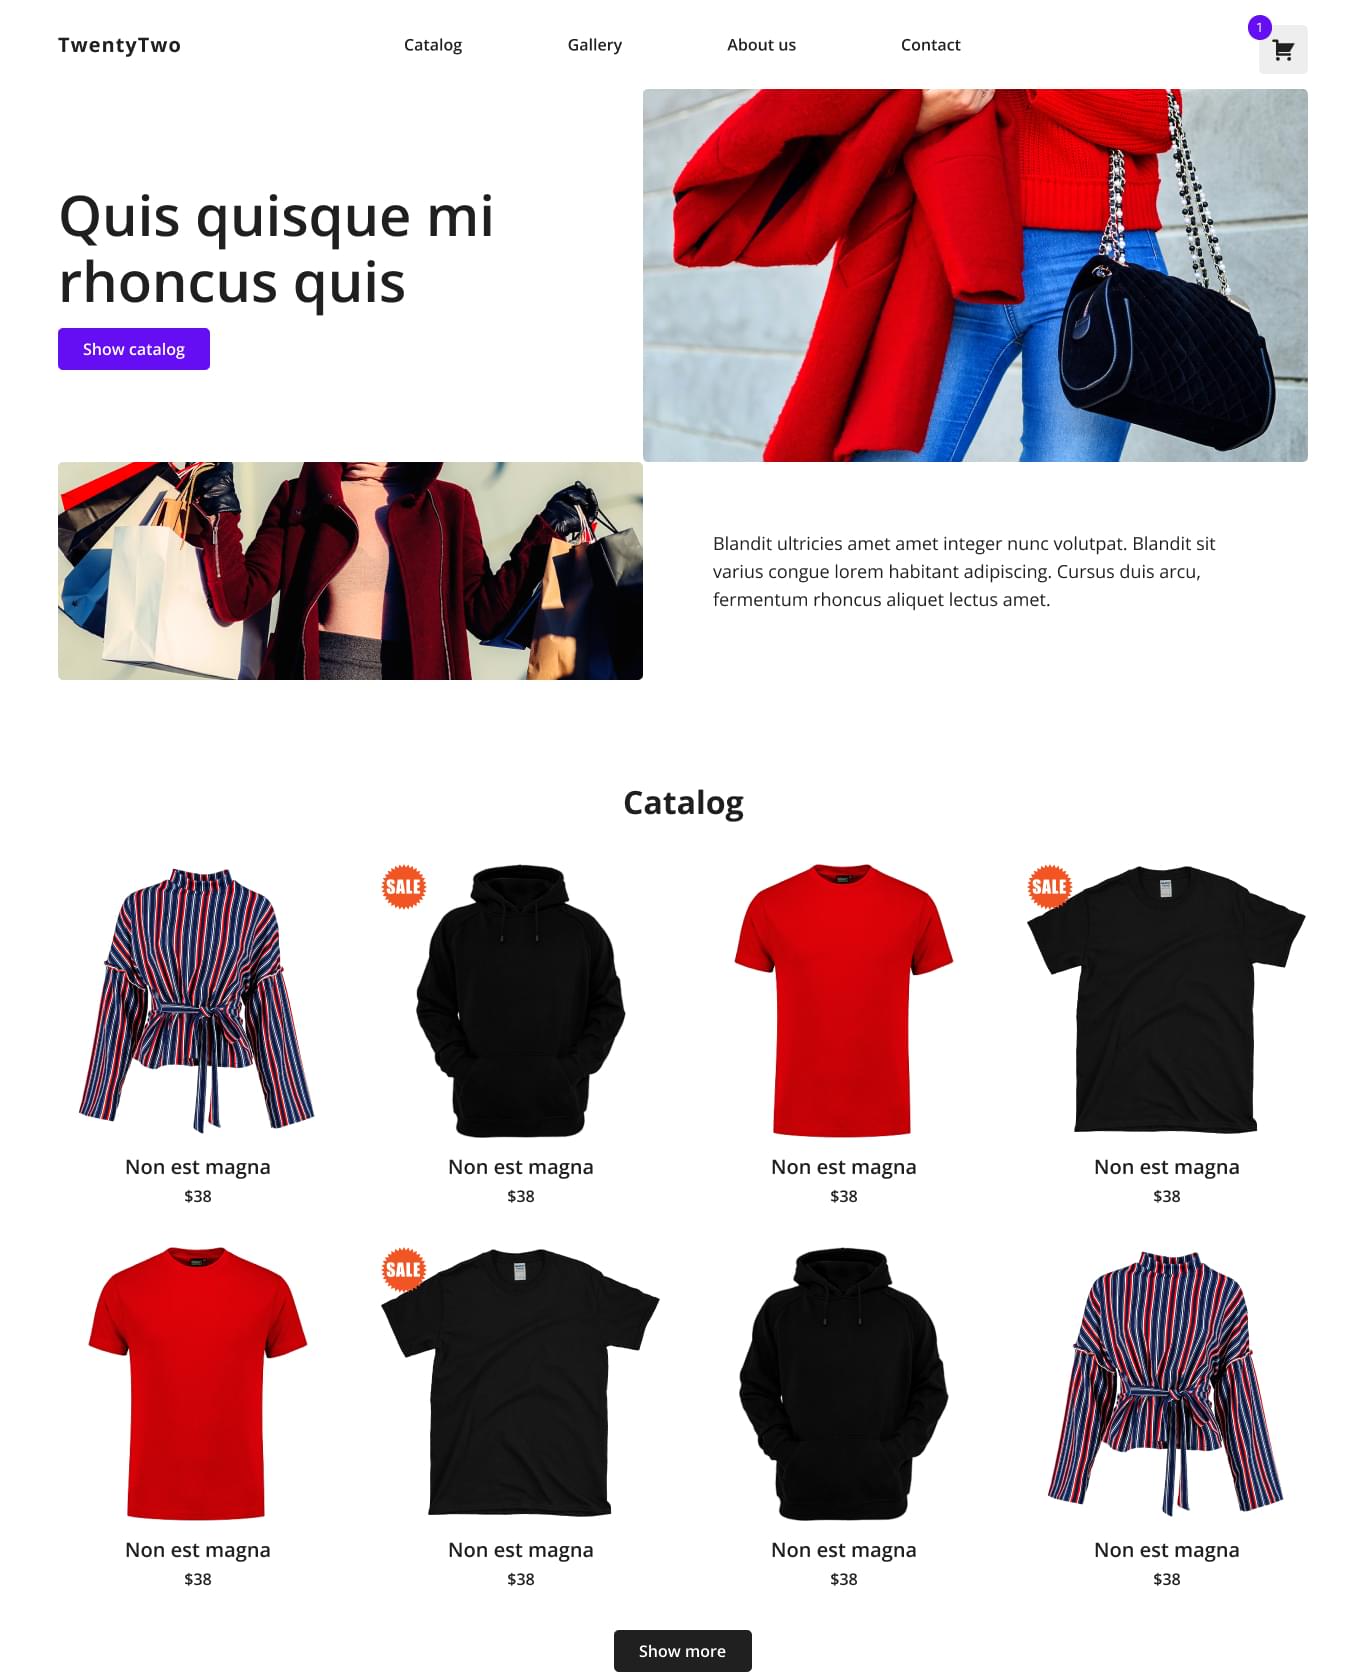 TwentyTwo
Catalog
Gallery
About us
Contact
1
Quis quisque mi
rhoncus quis
Show catalog
Blandit ultricies amet amet integer nunc volutpat. Blandit sit
varius congue lorem habitant adipiscing. Cursus duis arcu,
fermentum rhoncus aliquet lectus amet.
Catalog
SALE
SALE
Non est magna
$38
Non est magna
$38
Non est magna
$38
Non est magna
$38
SALE
Non est magna
$38
Non est magna
$38
Non est magna
$38
Non est magna
$38
Show more